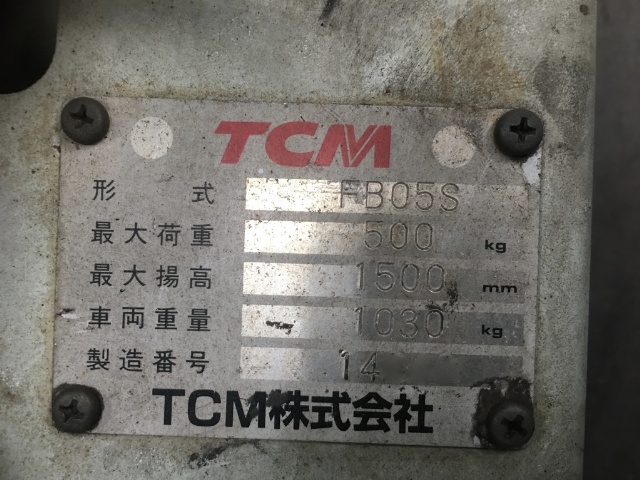 TCM
形式 FB05S
最大荷重 500 kg
最大揚高 1500 mm
車両重量 1030 kg
製造番号 14
TCM株式会社